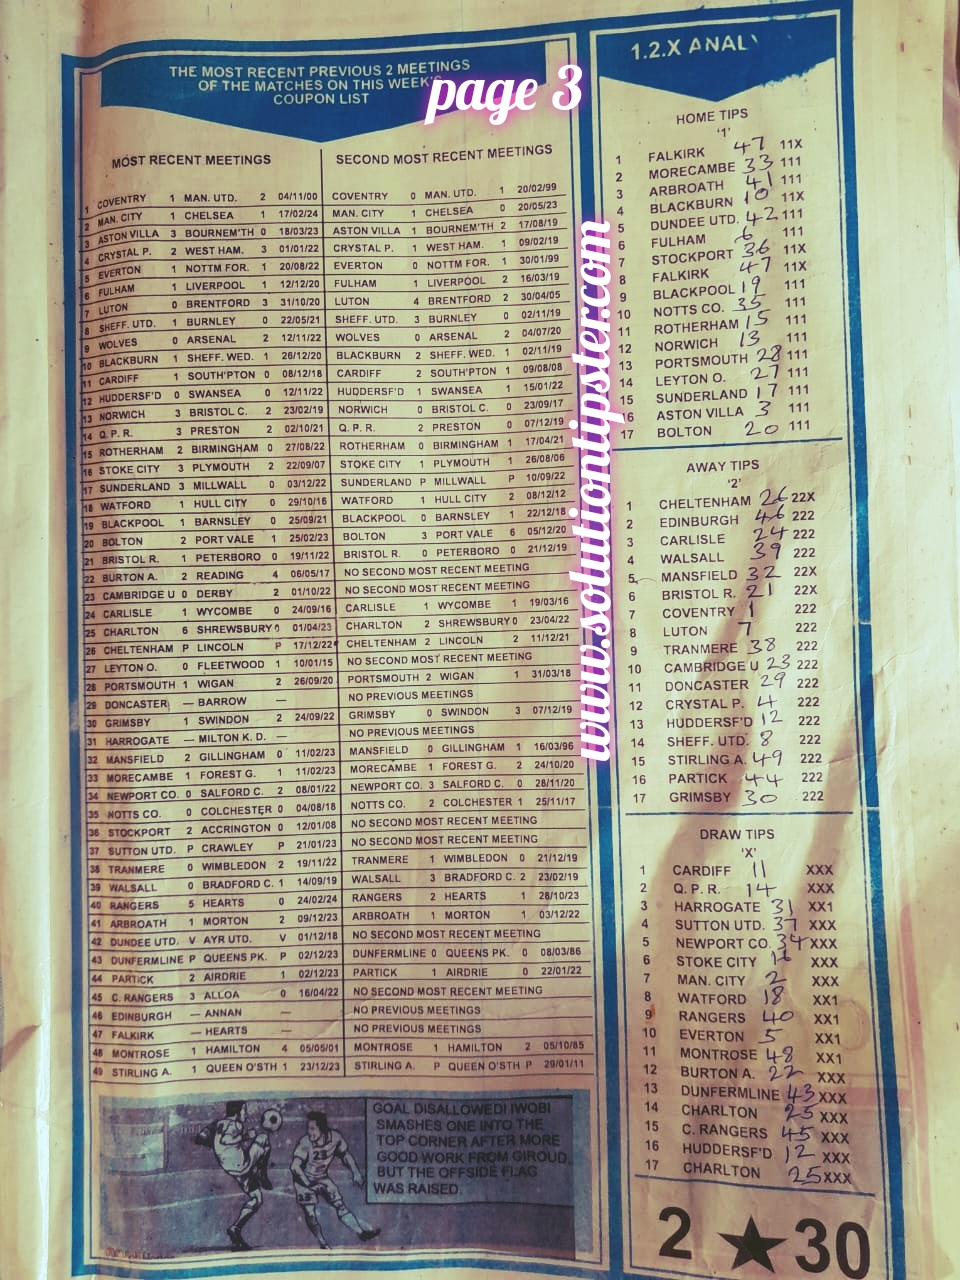 THE MOST RECENT PREVIOUS 2 MEETINGS
OF THE MATCHES ON THIS WEEK'S
COUPON LIST
page 3
MOST RECENT MEETINGS
SECOND MOST RECENT MEETINGS
1 COVENTRY 1 MAN. UTD. 2 04/11/00 COVENTRY 0 MAN. UTD. 1 20/02/99
2 MAN. CITY 1 CHELSEA 1 17/02/24 MAN. CITY 1 CHELSEA 0 20/05/23
3 ASTON VILLA 3 BOURNEM'TH 0 18/03/23 ASTON VILLA 1 BOURNEM'TH 2 17/08/19
4 CRYSTAL P. 2 WEST HAM. 3 01/01/22 CRYSTAL P. 1 WEST HAM. 1 09/02/19
5 EVERTON 1 NOTTM FOR. 1 20/08/22 EVERTON 0 NOTTM FOR. 1 30/01/99
6 FULHAM 1 LIVERPOOL 1 12/12/20 FULHAM 1 LIVERPOOL 2 16/03/19
7 LUTON 0 BRENTFORD 3 31/10/20 LUTON 4 BRENTFORD 2 30/04/05
8 SHEFF. UTD. 1 BURNLEY 0 22/05/21 SHEFF. UTD. 3 BURNLEY 0 02/11/19
9 WOLVES 0 ARSENAL 2 12/11/22 WOLVES 0 ARSENAL 2 04/07/20
10 BLACKBURN 1 SHEFF. WED. 1 26/12/20 BLACKBURN 2 SHEFF. WED. 1 02/11/19
11 CARDIFF 1 SOUTH'PTON 0 08/12/18 CARDIFF 2 SOUTH'PTON 1 09/08/08
12 HUDDERSF'D 0 SWANSEA 0 12/11/22 HUDDERSF'D 1 SWANSEA 1 15/01/22
13 NORWICH 3 BRISTOL C. 2 23/02/19 NORWICH 0 BRISTOL C. 0 23/09/17
14 Q. P. R. 3 PRESTON 2 02/10/21 Q. P. R. 2 PRESTON 0 07/12/19
15 ROTHERHAM 2 BIRMINGHAM 0 27/08/22 ROTHERHAM 0 BIRMINGHAM 1 17/04/21
16 STOKE CITY 3 PLYMOUTH 2 22/09/07 STOKE CITY 1 PLYMOUTH 1 26/08/06
17 SUNDERLAND 3 MILLWALL 0 03/12/22 SUNDERLAND P MILLWALL P 10/09/22
18 WATFORD 1 HULL CITY 0 29/10/16 WATFORD 1 HULL CITY 2 08/12/12
19 BLACKPOOL 1 BARNSLEY 0 25/09/21 BLACKPOOL 0 BARNSLEY 1 22/12/18
20 BOLTON 2 PORT VALE 1 25/02/23 BOLTON 3 PORT VALE 6 05/12/20
21 BRISTOL R. 1 PETERBORO 0 19/11/22 BRISTOL R. 0 PETERBORO 0 21/12/19
22 BURTON A. 2 READING 4 06/05/17 NO SECOND MOST RECENT MEETING
23 CAMBRIDGE U 0 DERBY 2 01/10/22 NO SECOND MOST RECENT MEETING
24 CARLISLE 1 WYCOMBE 0 24/09/16 CARLISLE 1 WYCOMBE 1 19/03/16
25 CHARLTON 6 SHREWSBURY 0 01/04/23 CHARLTON 2 SHREWSBURY 0 23/04/22
26 CHELTENHAM P LINCOLN P 17/12/22 CHELTENHAM 2 LINCOLN 2 11/12/21
27 LEYTON O. 0 FLEETWOOD 1 10/01/15 NO SECOND MOST RECENT MEETING
28 PORTSMOUTH 1 WIGAN 2 26/09/20 PORTSMOUTH 2 WIGAN 1 31/03/18
29 DONCASTER — BARROW — NO PREVIOUS MEETINGS
30 GRIMSBY 1 SWINDON 2 24/09/22 GRIMSBY 0 SWINDON 3 07/12/19
31 HARROGATE — MILTON K. D. — NO PREVIOUS MEETINGS
32 MANSFIELD 2 GILLINGHAM 0 11/02/23 MANSFIELD 0 GILLINGHAM 1 16/03/96
33 MORECAMBE 1 FOREST G. 1 11/02/23 MORECAMBE 1 FOREST G. 2 24/10/20
34 NEWPORT CO. 0 SALFORD C. 2 08/01/22 NEWPORT CO. 3 SALFORD C. 0 28/11/20
35 NOTTS CO. 0 COLCHESTER 0 04/08/18 NOTTS CO. 2 COLCHESTER 1 25/11/17
36 STOCKPORT 2 ACCRINGTON 0 12/01/08 NO SECOND MOST RECENT MEETING
37 SUTTON UTD. P CRAWLEY P 21/01/23 NO SECOND MOST RECENT MEETING
38 TRANMERE 0 WIMBLEDON 2 19/11/22 TRANMERE 1 WIMBLEDON 0 21/12/19
39 WALSALL 0 BRADFORD C. 1 14/09/19 WALSALL 3 BRADFORD C. 2 23/02/19
40 RANGERS 5 HEARTS 0 24/02/24 RANGERS 2 HEARTS 1 28/10/23
41 ARBROATH 1 MORTON 2 09/12/23 ARBROATH 1 MORTON 1 03/12/22
42 DUNDEE UTD. V AYR UTD. V 01/12/18 NO SECOND MOST RECENT MEETING
43 DUNFERMLINE P QUEENS PK. P 02/12/23 DUNFERMLINE 0 QUEENS PK. 0 08/03/86
44 PARTICK 2 AIRDRIE 1 02/12/23 PARTICK 1 AIRDRIE 0 22/01/22
45 C. RANGERS 3 ALLOA 0 16/04/22 NO SECOND MOST RECENT MEETING
46 EDINBURGH — ANNAN — NO PREVIOUS MEETINGS
47 FALKIRK — HEARTS — NO PREVIOUS MEETINGS
48 MONTROSE 1 HAMILTON 4 05/05/01 MONTROSE 1 HAMILTON 2 05/10/85
49 STIRLING A. 1 QUEEN O'STH 1 23/12/23 STIRLING A. P QUEEN O'STH P 29/01/11
GOAL DISALLOWED! IWOBI
SMASHES ONE INTO THE
TOP CORNER AFTER MORE
GOOD WORK FROM GIROUD,
BUT THE OFFSIDE FLAG
WAS RAISED.
23
www.solutiontipster.com
1.2.X
HOME TIPS
'1'
1 FALKIRK 47 11X
2 MORECAMBE 33 111
3 ARBROATH 41 111
4 BLACKBURN 10 111
5 DUNDEE UTD. 42 11X
6 FULHAM 6 111
7 STOCKPORT 36 111
8 FALKIRK 47 11X
9 BLACKPOOL 19 11X
10 NOTTS CO. 35 111
11 ROTHERHAM 15 111
12 NORWICH 13 111
13 PORTSMOUTH 28 111
14 LEYTON O. 27 111
15 SUNDERLAND 17 111
16 ASTON VILLA 3 111
17 BOLTON 20 111
AWAY TIPS
'2'
1 CHELTENHAM 26 22X
2 EDINBURGH 46 222
3 CARLISLE 24 222
4 WALSALL 39 222
5 MANSFIELD 32 22X
6 BRISTOL R. 21 22X
7 COVENTRY 1 222
8 LUTON 7 222
9 TRANMERE 38 222
10 CAMBRIDGE U 23 222
11 DONCASTER 29 222
12 CRYSTAL P. 4 222
13 HUDDERSF'D 12 222
14 SHEFF. UTD. 8 222
15 STIRLING A. 49 222
16 PARTICK 44 222
17 GRIMSBY 30 222
DRAW TIPS
'X'
1 CARDIFF 11 XXX
2 Q. P. R. 14 XXX
3 HARROGATE 31 XX1
4 SUTTON UTD. 37 XXX
5 NEWPORT CO. 34 XXX
6 STOKE CITY 16 XXX
7 MAN. CITY 2 XXX
8 WATFORD 18 XX1
9 RANGERS 40 XX1
10 EVERTON 5 XX1
11 MONTROSE 48 XX1
12 BURTON A. 22 XXX
13 DUNFERMLINE 43 XXX
14 CHARLTON 25 XXX
15 C. RANGERS 45 XXX
16 HUDDERSF'D 12 XXX
17 CHARLTON 25 XXX
2 ★ 30